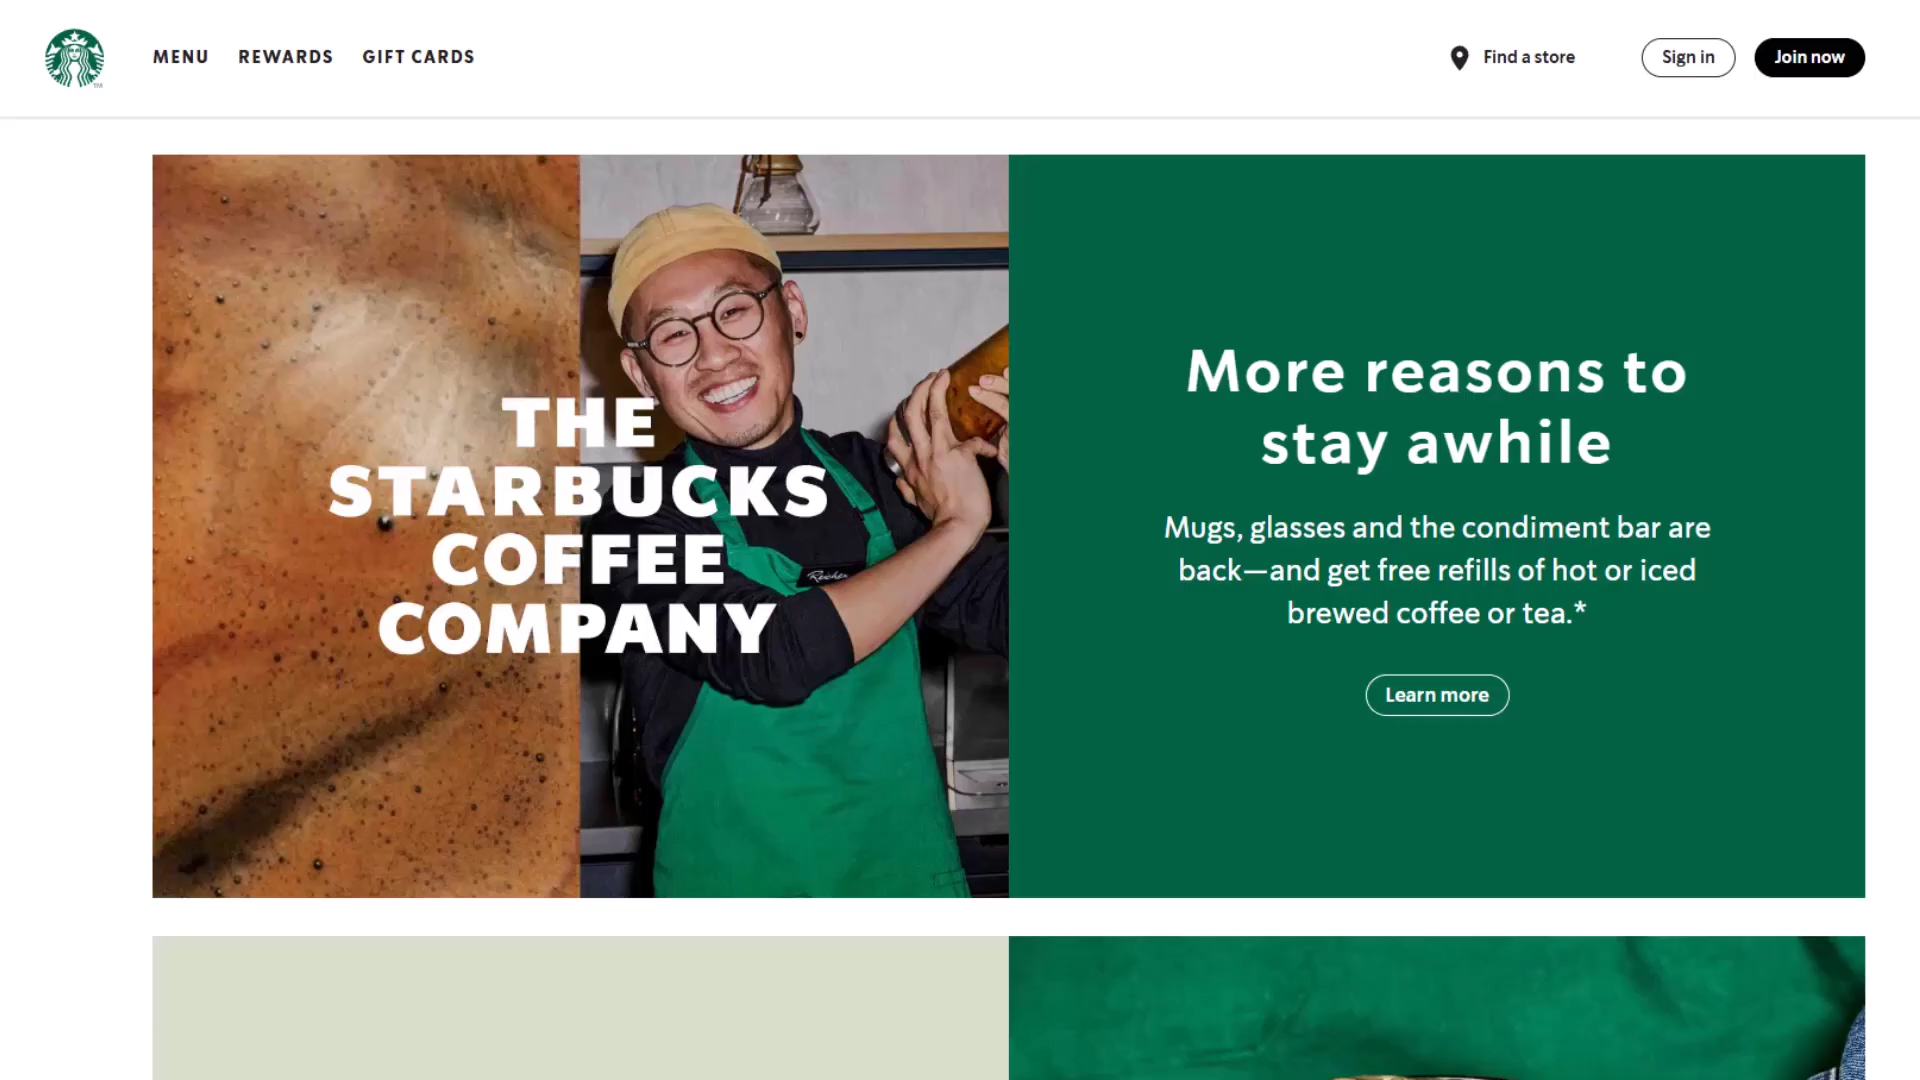 MENU REWARDS GIFT CARDS Find a store Sign in Join now
THE
STARBUCKS
COFFEE
COMPANY
More reasons to
stay awhile
Mugs, glasses and the condiment bar are
back—and get free refills of hot or iced
brewed coffee or tea.*
Learn more